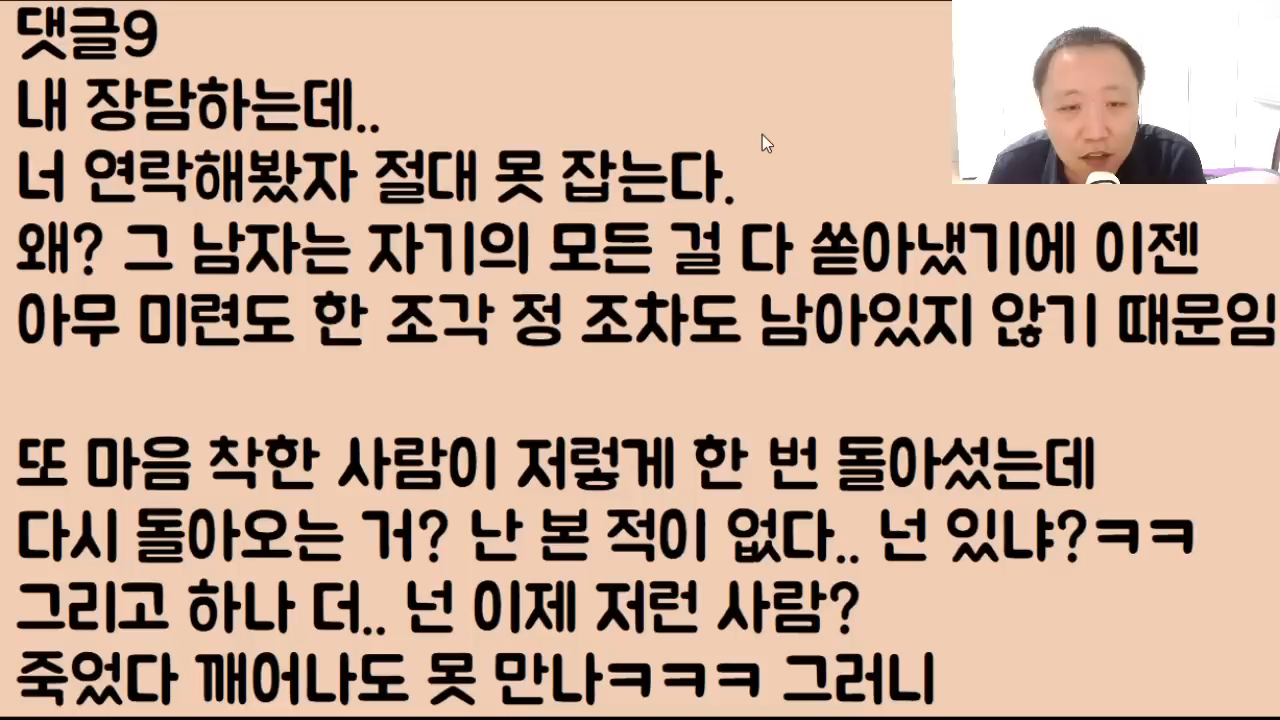 댓글9
내 장담하는데..
너 연락해봤자 절대 못 잡는다.
왜? 그 남자는 자기의 모든 걸 다 쏟아냈기에 이젠
아무 미련도 한 조각 정 조차도 남아있지 않기 때문임
또 마음 착한 사람이 저렇게 한 번 돌아섰는데
다시 돌아오는 거? 난 본 적이 없다.. 넌 있냐?ㅋㅋ
그리고 하나 더.. 넌 이제 저런 사람?
죽었다 깨어나도 못 만나ㅋㅋㅋ 그러니